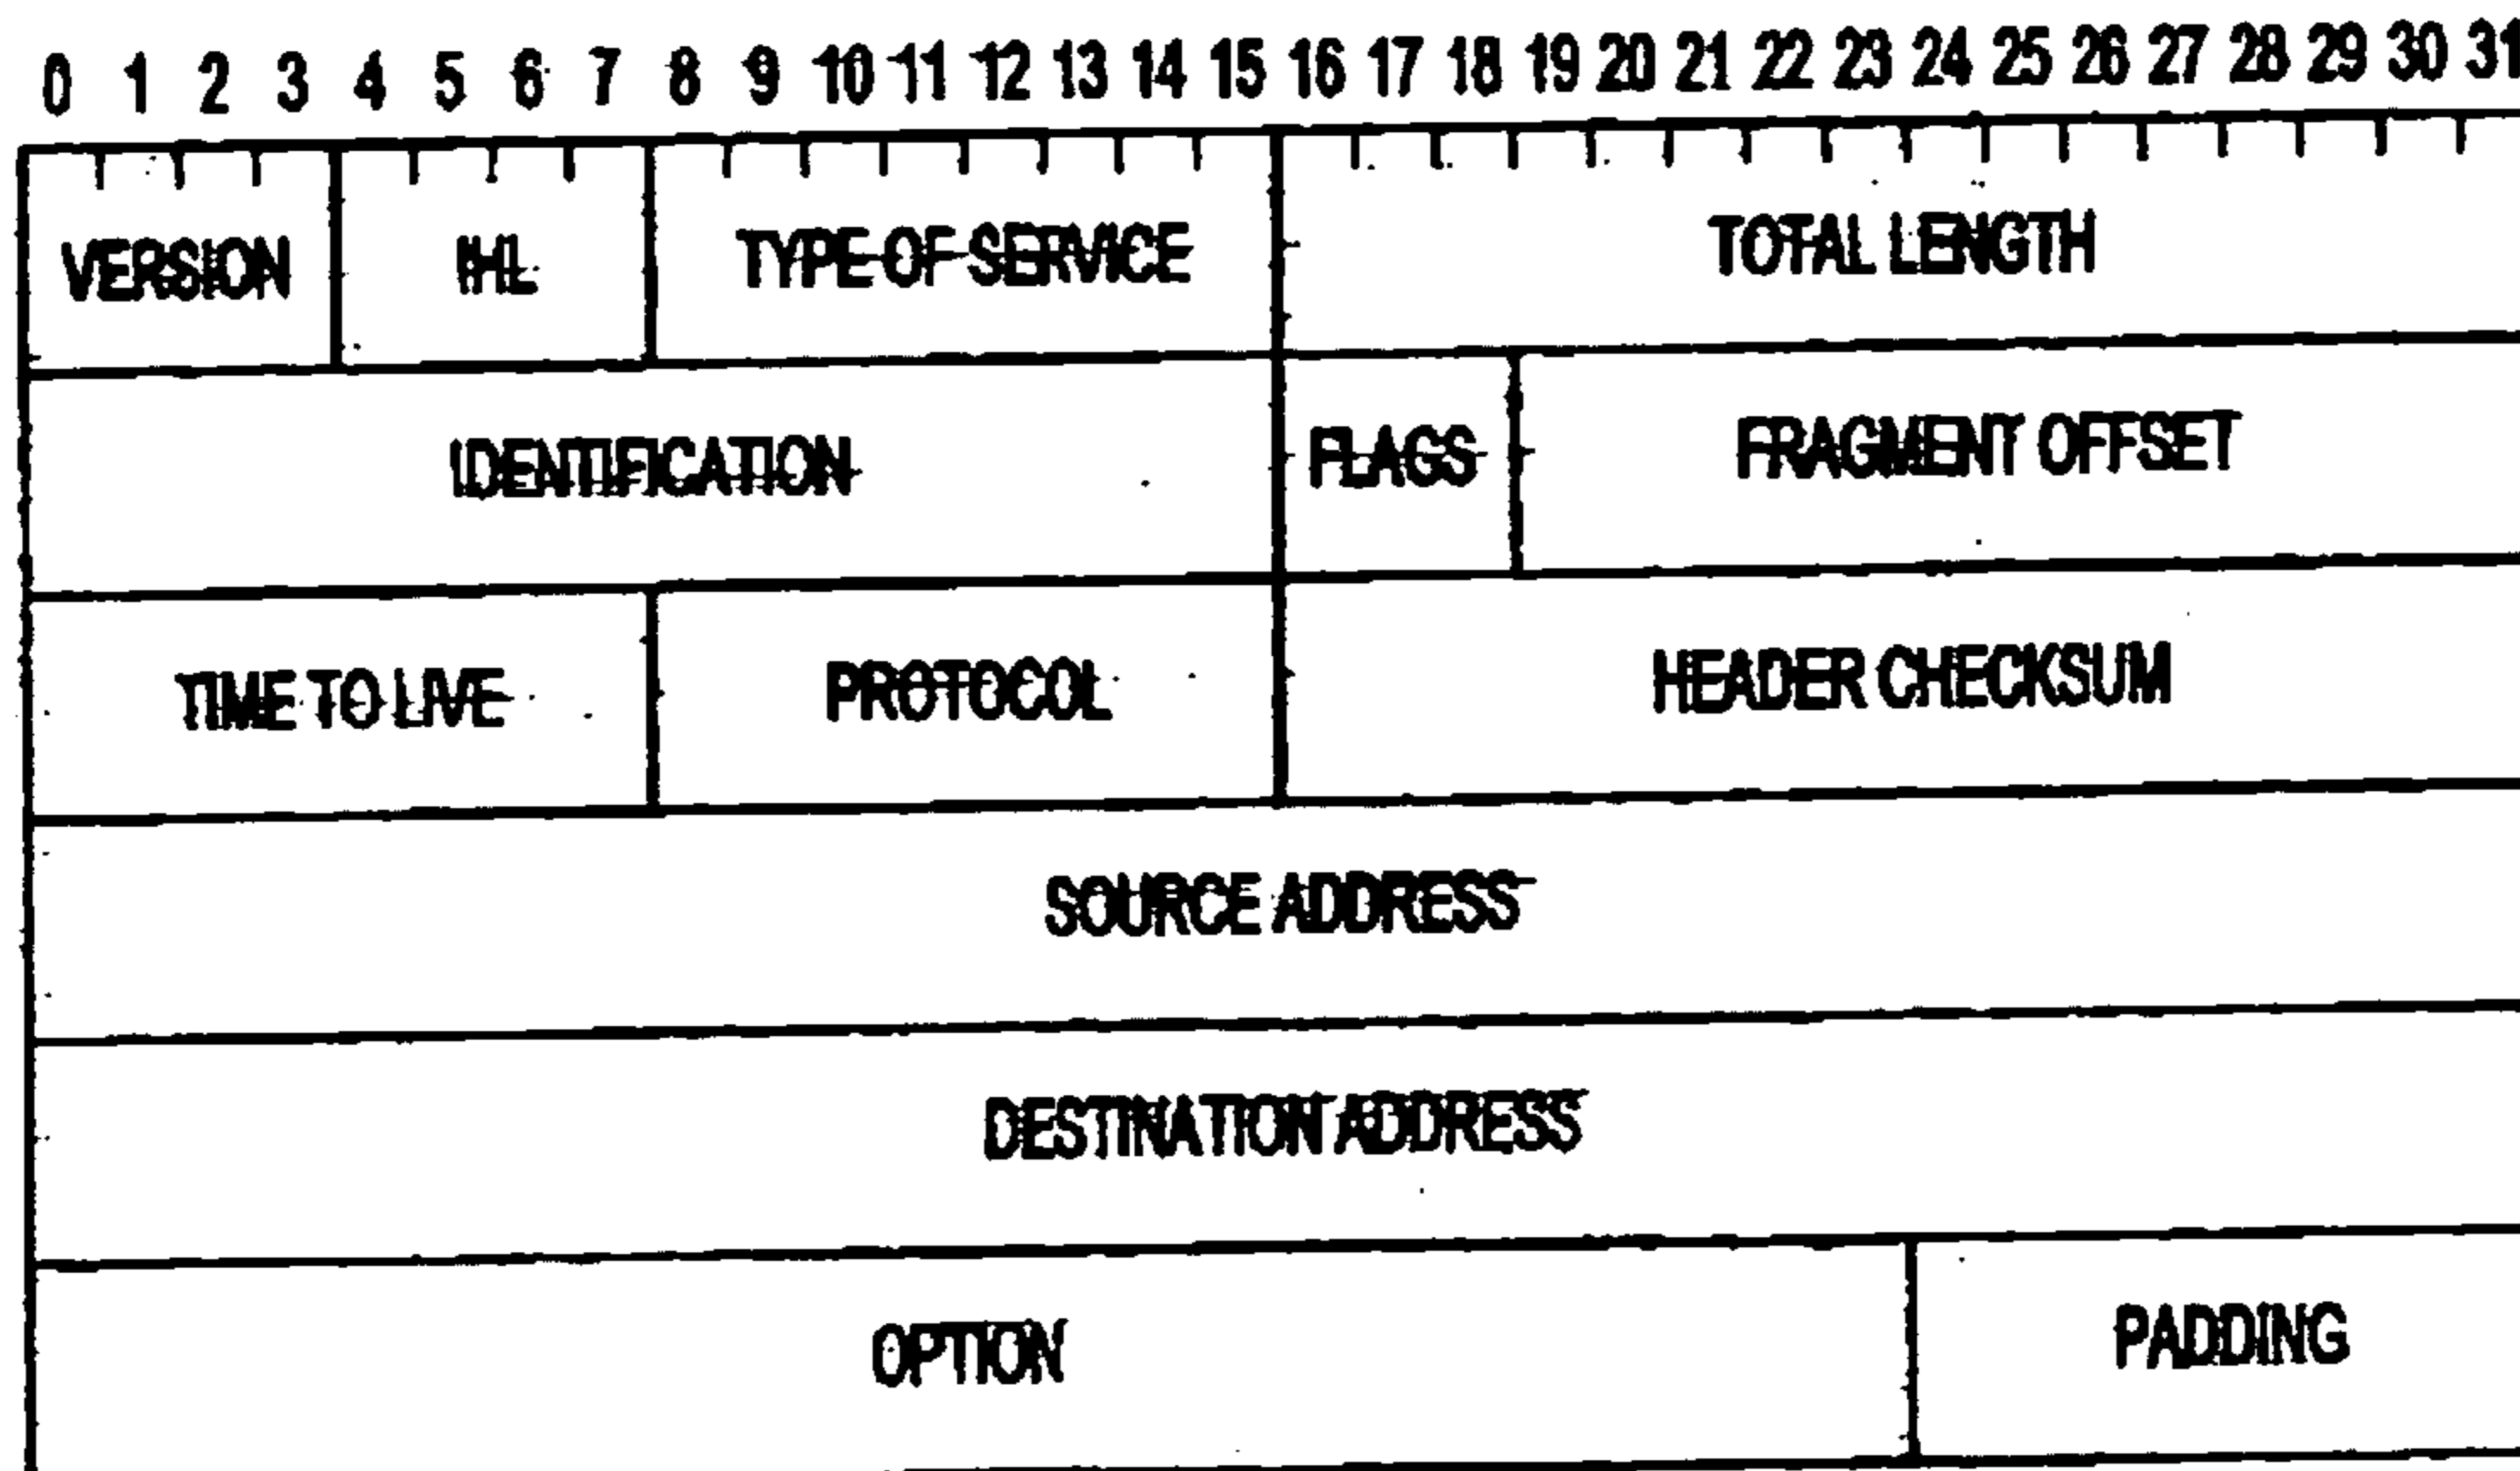 0 1 2 3 4 5 6 7 8 9 10 11 12 13 14 15 16 17 18 19 20 21 22 23 24 25 26 27 28 29 30 31
VERSION IHL TYPE OF SERVICE TOTAL LENGTH
IDENTIFICATION FLAGS FRAGMENT OFFSET
TIME TO LIVE PROTOCOL HEADER CHECKSUM
SOURCE ADDRESS
DESTINATION ADDRESS
OPTION PADDING